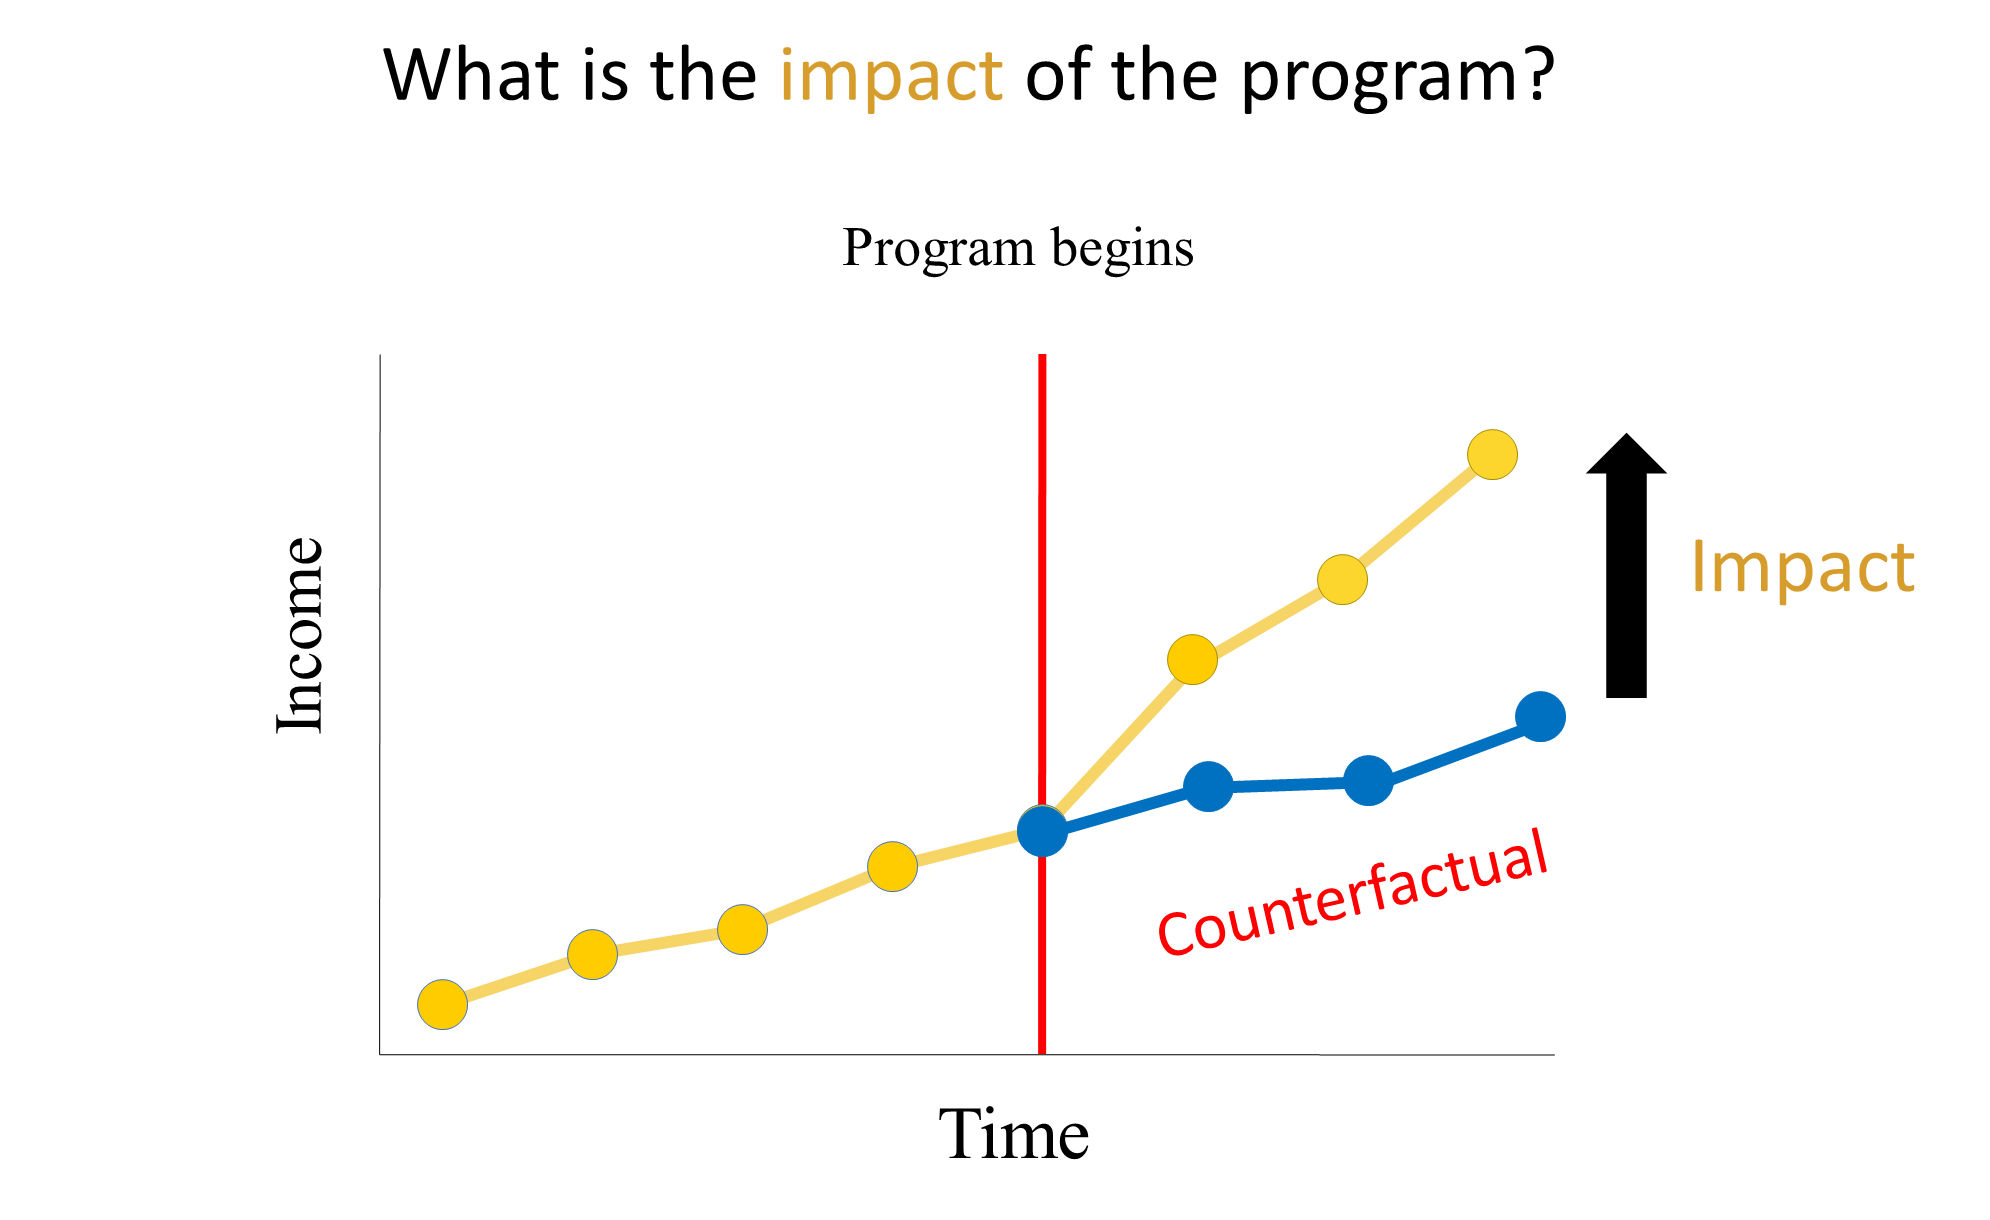 What is the impact of the program?
Program begins
Income
Impact
Counterfactual
Time